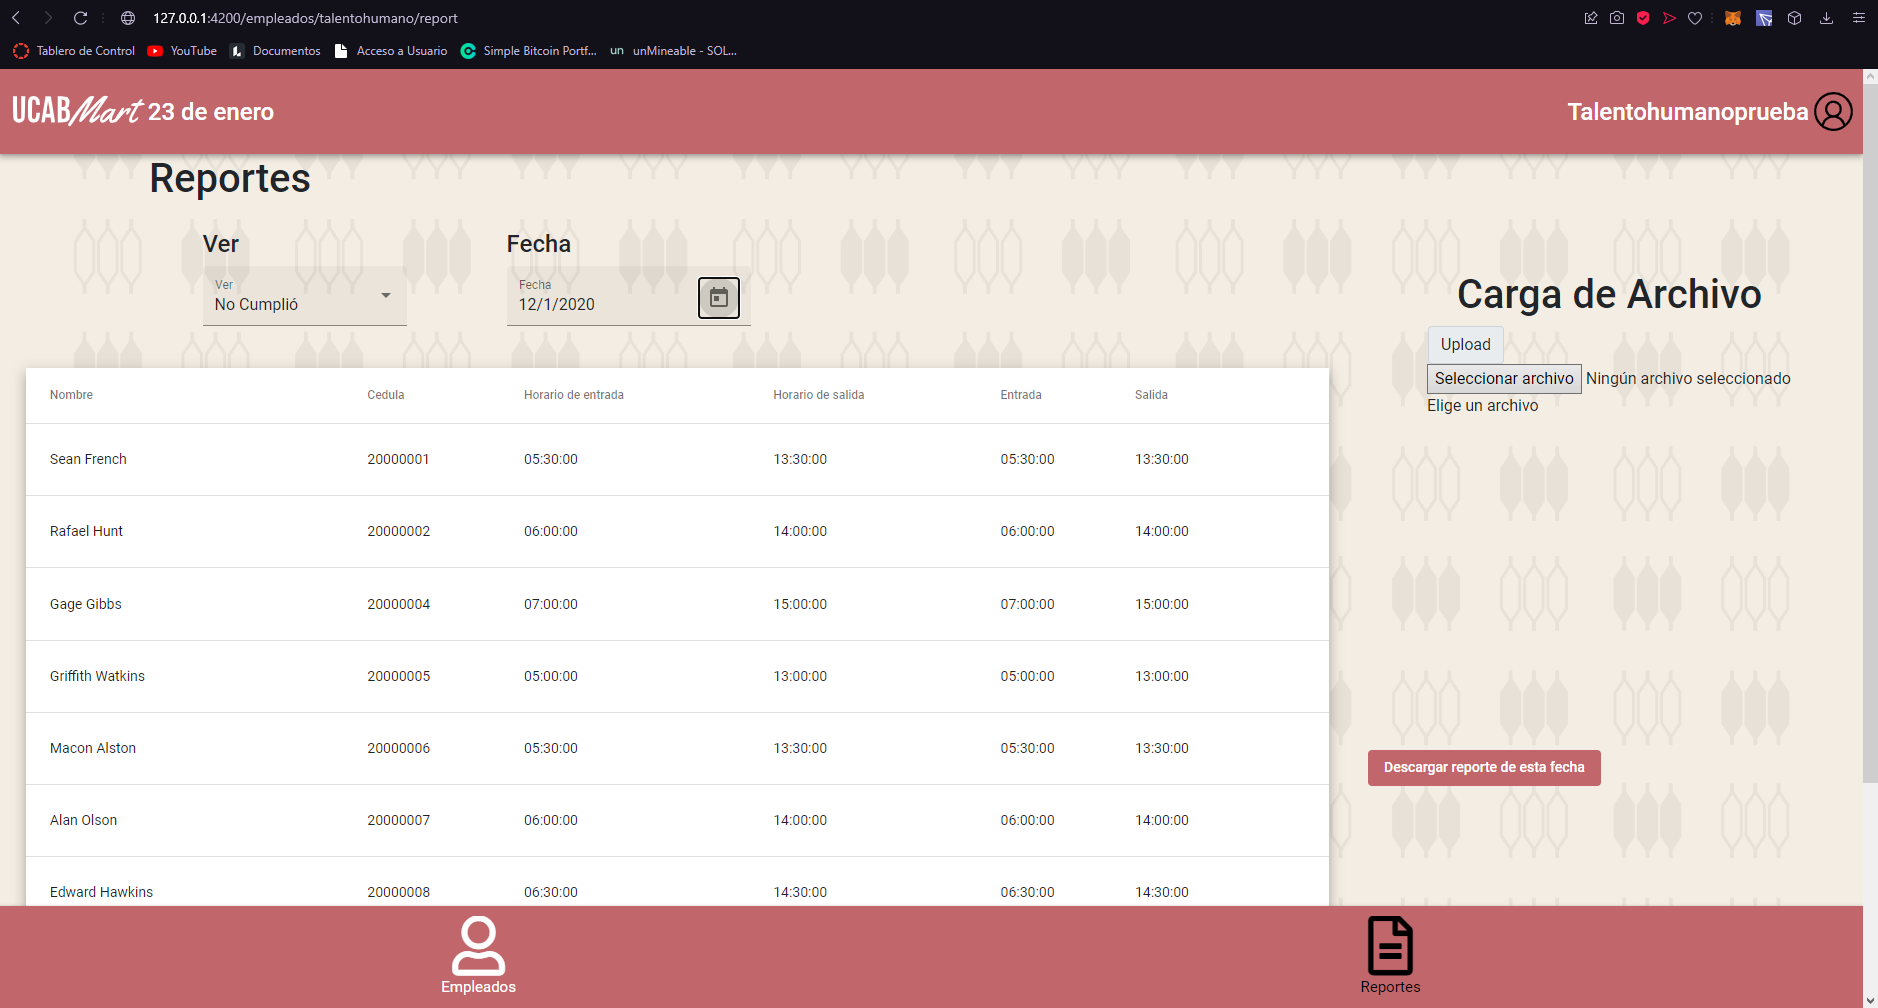 127.0.0.1:4200/empleados/talentohumano/report
Tablero de Control YouTube Documentos Acceso a Usuario Simple Bitcoin Portf... un unMineable - SOL...
UCABMart 23 de enero Talentohumanoprueba
Reportes
Ver Fecha
Ver Fecha
No Cumplió 12/1/2020
Carga de Archivo
Upload
Seleccionar archivo Ningún archivo seleccionado
Elige un archivo
Nombre Cedula Horario de entrada Horario de salida Entrada Salida
Sean French 20000001 05:30:00 13:30:00 05:30:00 13:30:00
Rafael Hunt 20000002 06:00:00 14:00:00 06:00:00 14:00:00
Gage Gibbs 20000004 07:00:00 15:00:00 07:00:00 15:00:00
Griffith Watkins 20000005 05:00:00 13:00:00 05:00:00 13:00:00
Macon Alston 20000006 05:30:00 13:30:00 05:30:00 13:30:00
Descargar reporte de esta fecha
Alan Olson 20000007 06:00:00 14:00:00 06:00:00 14:00:00
Edward Hawkins 20000008 06:30:00 14:30:00 06:30:00 14:30:00
Empleados Reportes